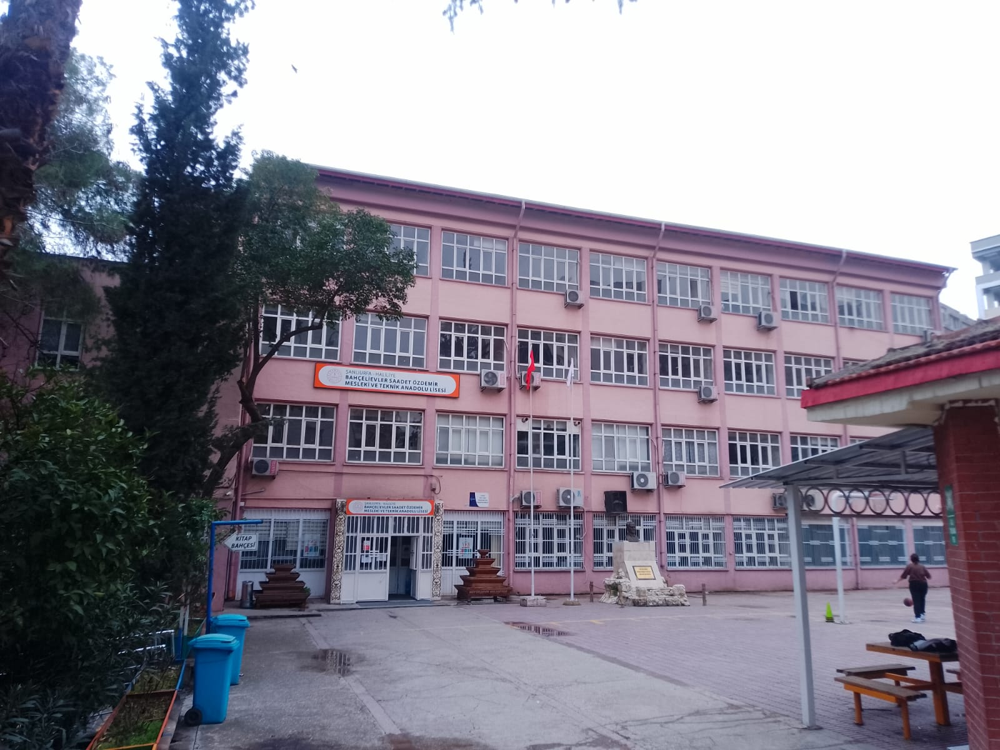 ŞANLIURFA - HALİLİYE
BAHÇELİEVLER SAADET ÖZDEMİR
MESLEKİ VE TEKNİK ANADOLU LİSESİ
ŞANLIURFA - HALİLİYE
BAHÇELİEVLER SAADET ÖZDEMİR
MESLEKİ VE TEKNİK ANADOLU LİSESİ
KİTAP
BAHÇESİ